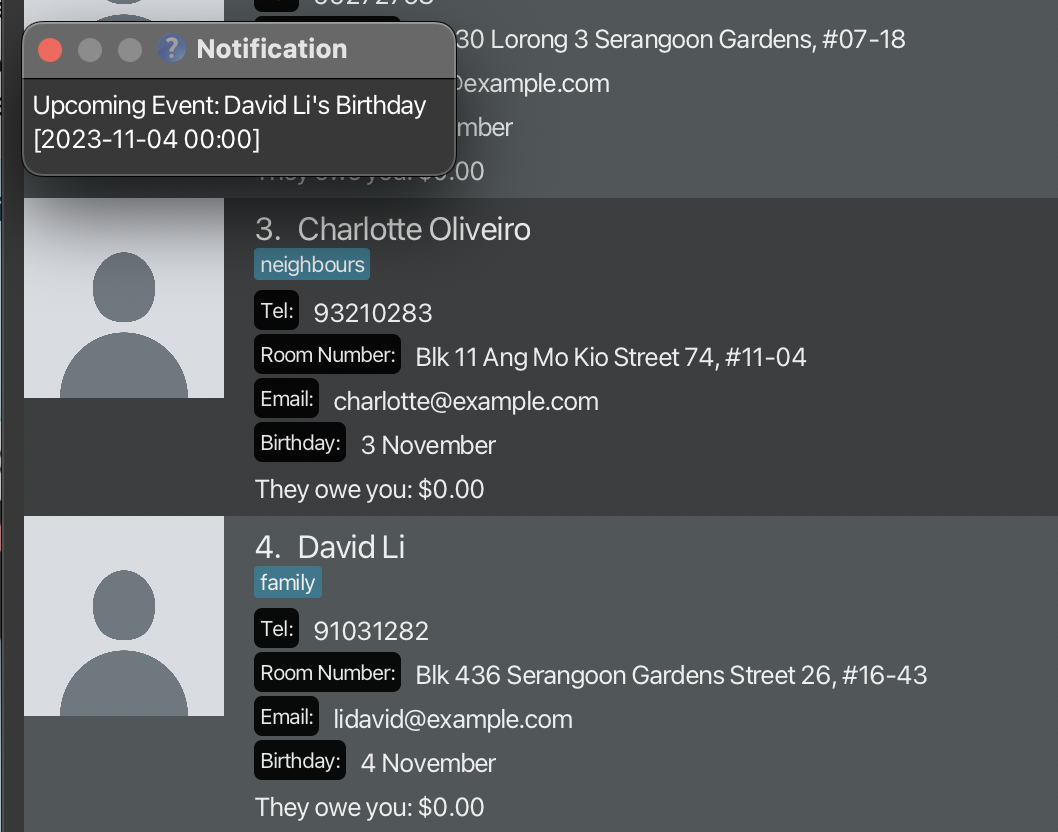 Notification
Upcoming Event: David Li's Birthday
[2023-11-04 00:00]
30 Lorong 3 Serangoon Gardens, #07-18
@example.com
They owe you: $0.00
3. Charlotte Oliveiro
neighbours
Tel: 93210283
Room Number: Blk 11 Ang Mo Kio Street 74, #11-04
Email: charlotte@example.com
Birthday: 3 November
They owe you: $0.00
4. David Li
family
Tel: 91031282
Room Number: Blk 436 Serangoon Gardens Street 26, #16-43
Email: lidavid@example.com
Birthday: 4 November
They owe you: $0.00